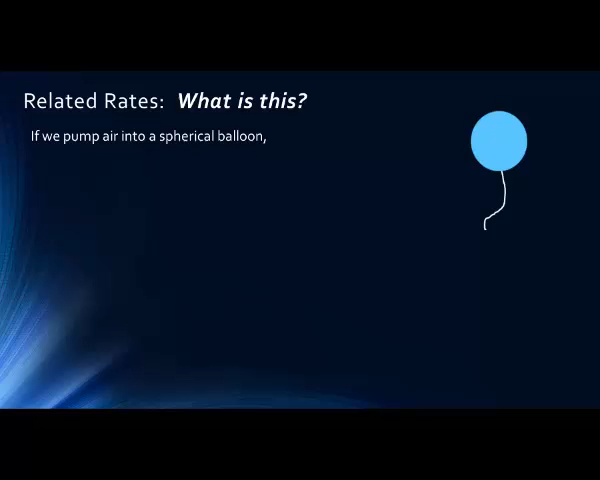 Related Rates: What is this?
If we pump air into a spherical balloon,